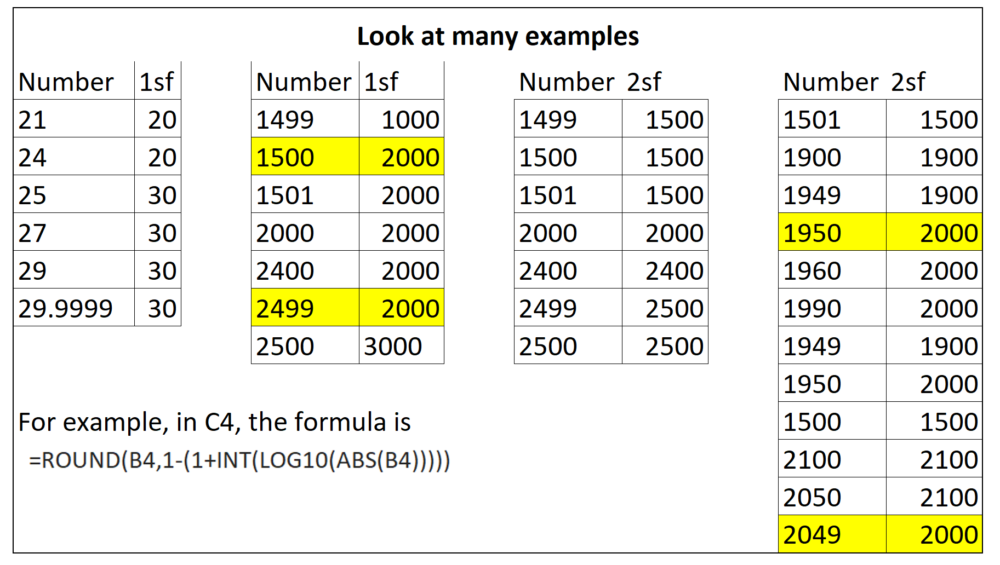 Look at many examples
Number 1sf Number 1sf Number 2sf Number 2sf
21 20 1499 1000 1499 1500 1501 1500
24 20 1500 2000 1500 1500 1900 1900
25 30 1501 2000 1501 1500 1949 1900
27 30 2000 2000 2000 2000 1950 2000
29 30 2400 2000 2400 2400 1960 2000
29.9999 30 2499 2000 2499 2500 1990 2000
2500 3000 2500 2500 1949 1900
1950 2000
For example, in C4, the formula is 1500 1500
=ROUND(B4,1-(1+INT(LOG10(ABS(B4))))) 2100 2100
2050 2100
2049 2000